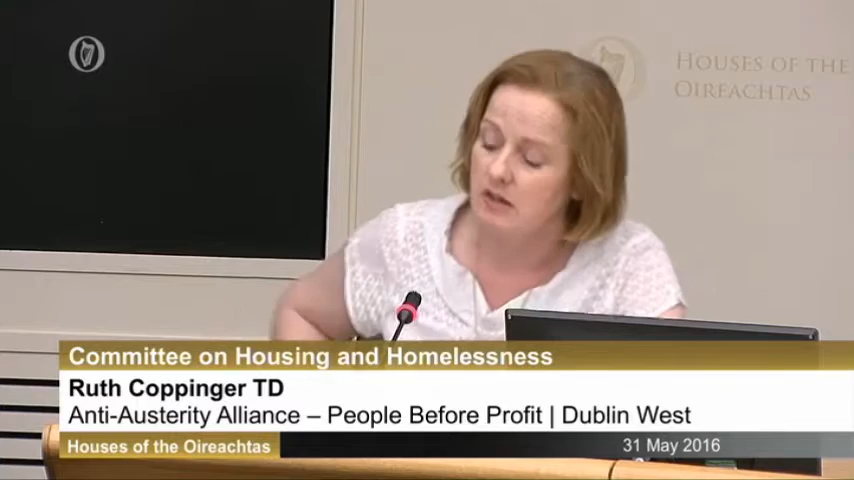 HOUSES OF THE
OIREACHTAS
Committee on Housing and Homelessness
Ruth Coppinger TD
Anti-Austerity Alliance – People Before Profit | Dublin West
Houses of the Oireachtas
31 May 2016